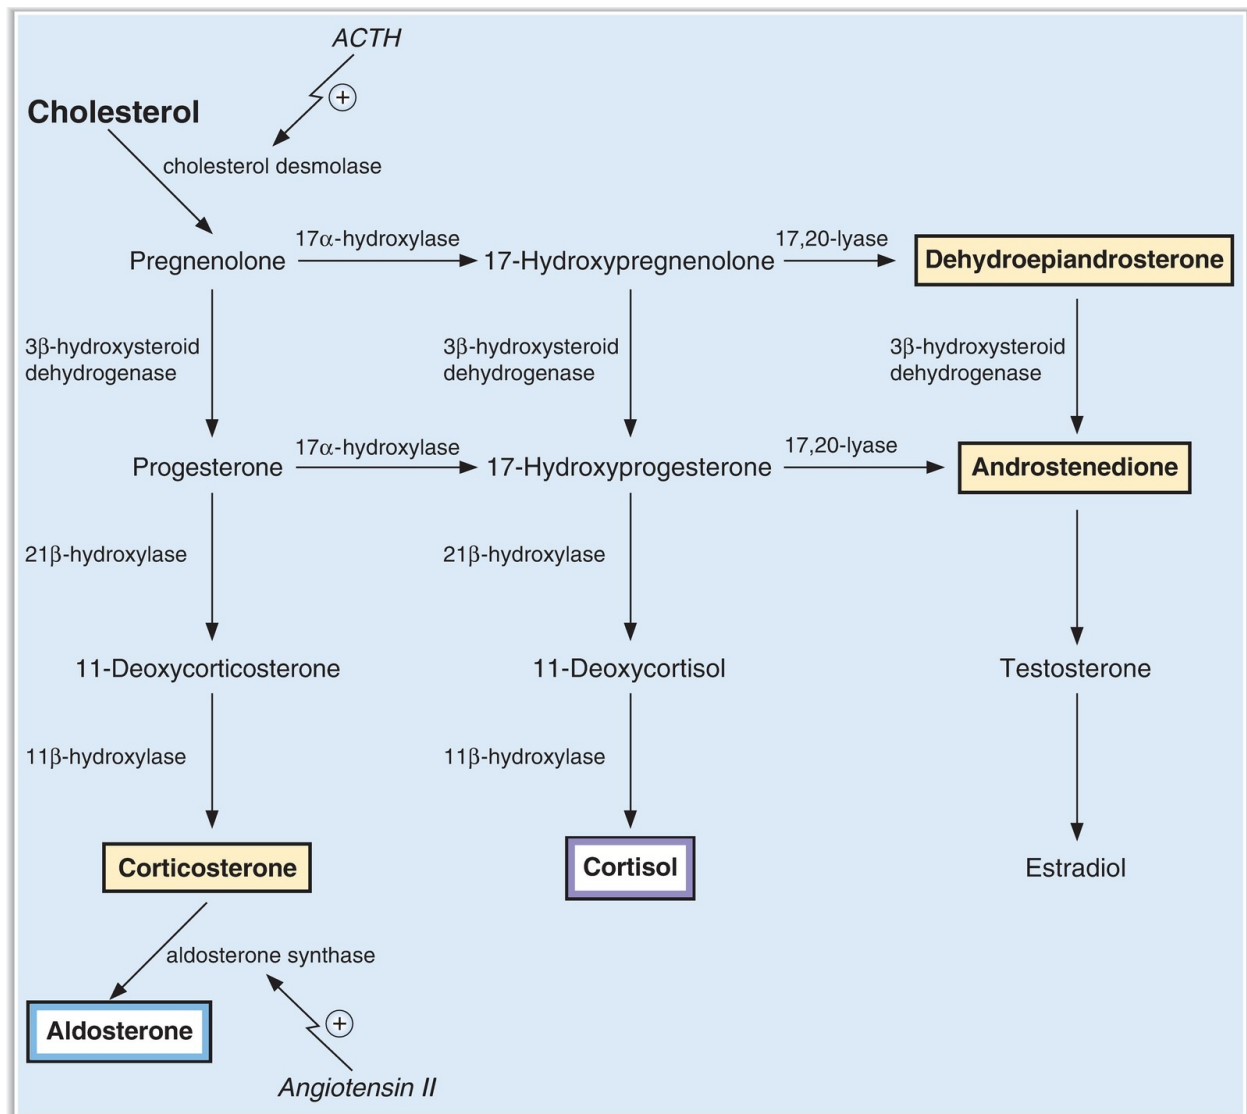 ACTH
+
Cholesterol
cholesterol desmolase
17α-hydroxylase
17,20-lyase
Pregnenolone
17-Hydroxypregnenolone
Dehydroepiandrosterone
3β-hydroxysteroid
dehydrogenase
3β-hydroxysteroid
dehydrogenase
3β-hydroxysteroid
dehydrogenase
17α-hydroxylase
17,20-lyase
Progesterone
17-Hydroxyprogesterone
Androstenedione
21β-hydroxylase
21β-hydroxylase
11-Deoxycorticosterone
11-Deoxycortisol
Testosterone
11β-hydroxylase
11β-hydroxylase
Corticosterone
Cortisol
Estradiol
aldosterone synthase
Aldosterone
+
Angiotensin II